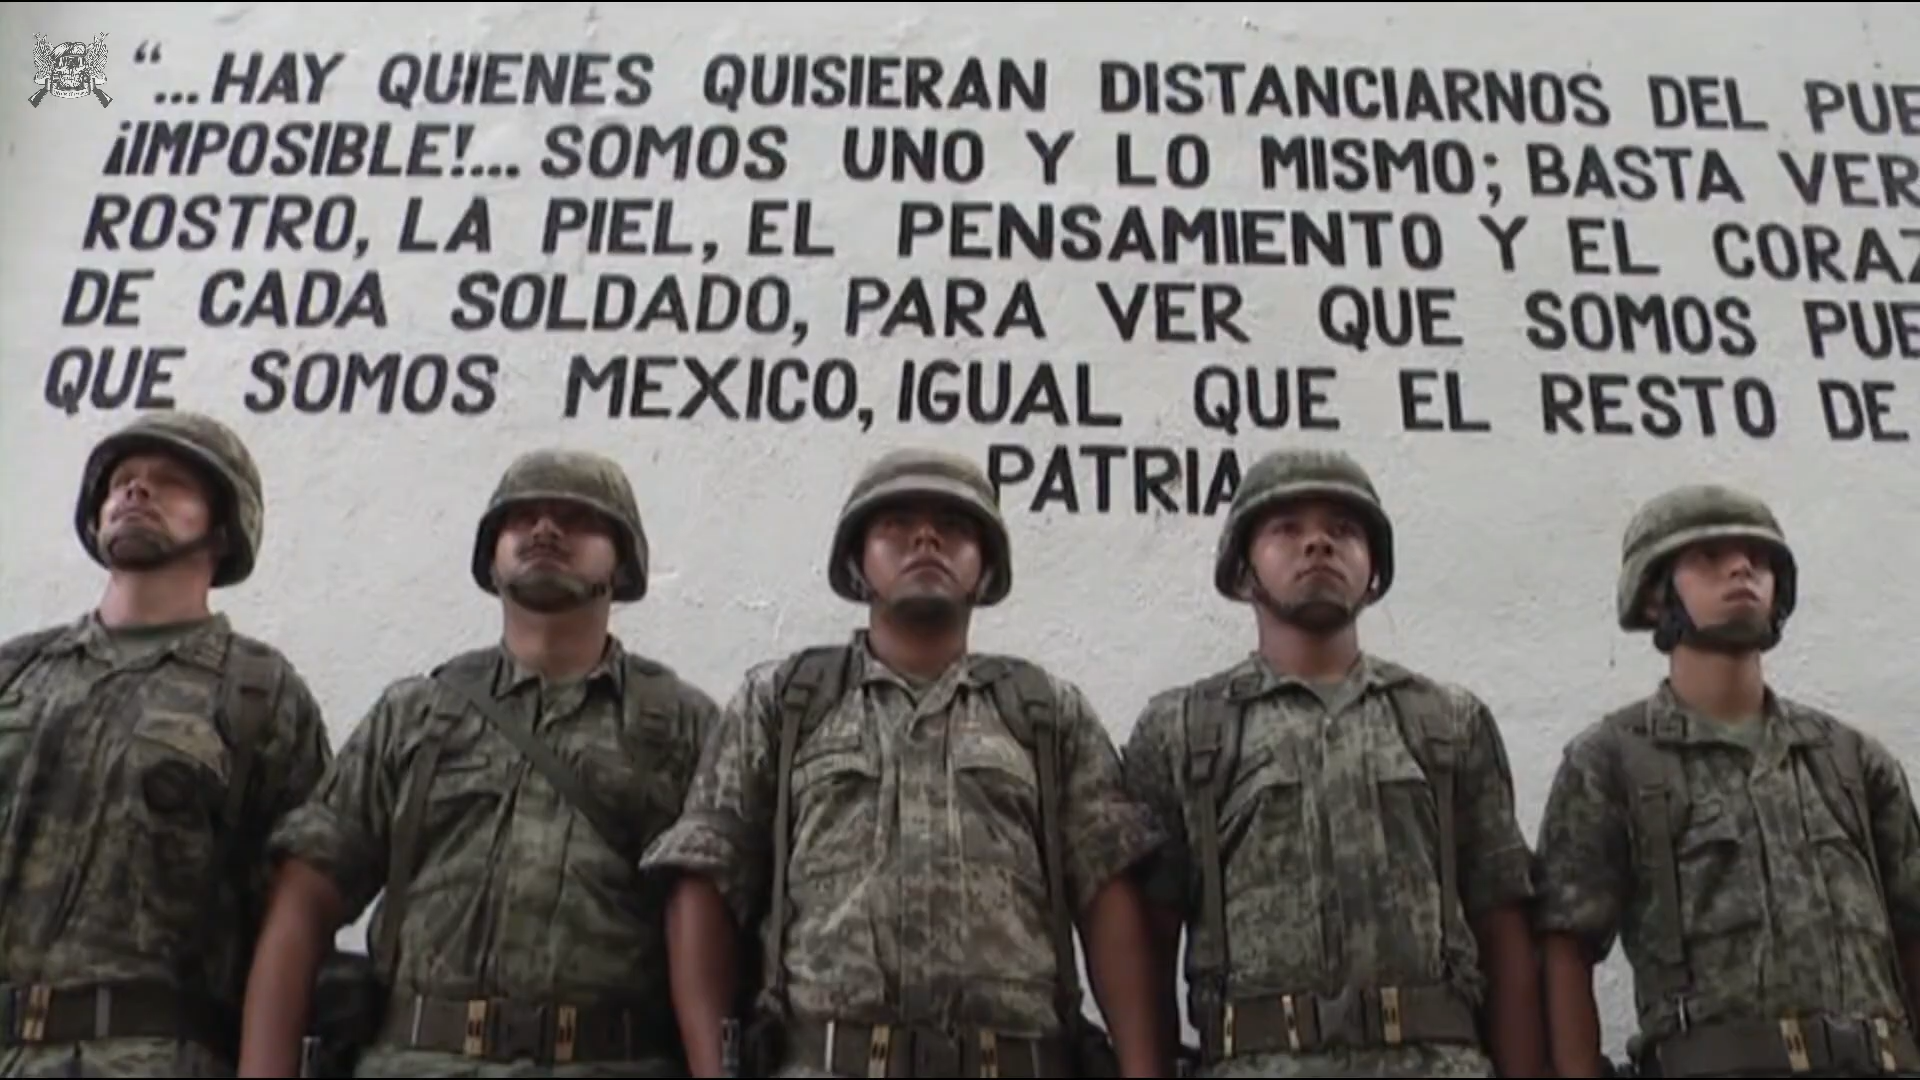 “...HAY QUIENES QUISIERAN DISTANCIARNOS DEL PUE
¡IMPOSIBLE!... SOMOS UNO Y LO MISMO; BASTA VER
ROSTRO, LA PIEL, EL PENSAMIENTO Y EL CORAZ
DE CADA SOLDADO, PARA VER QUE SOMOS PUE
QUE SOMOS MEXICO, IGUAL QUE EL RESTO DE
PATRIA